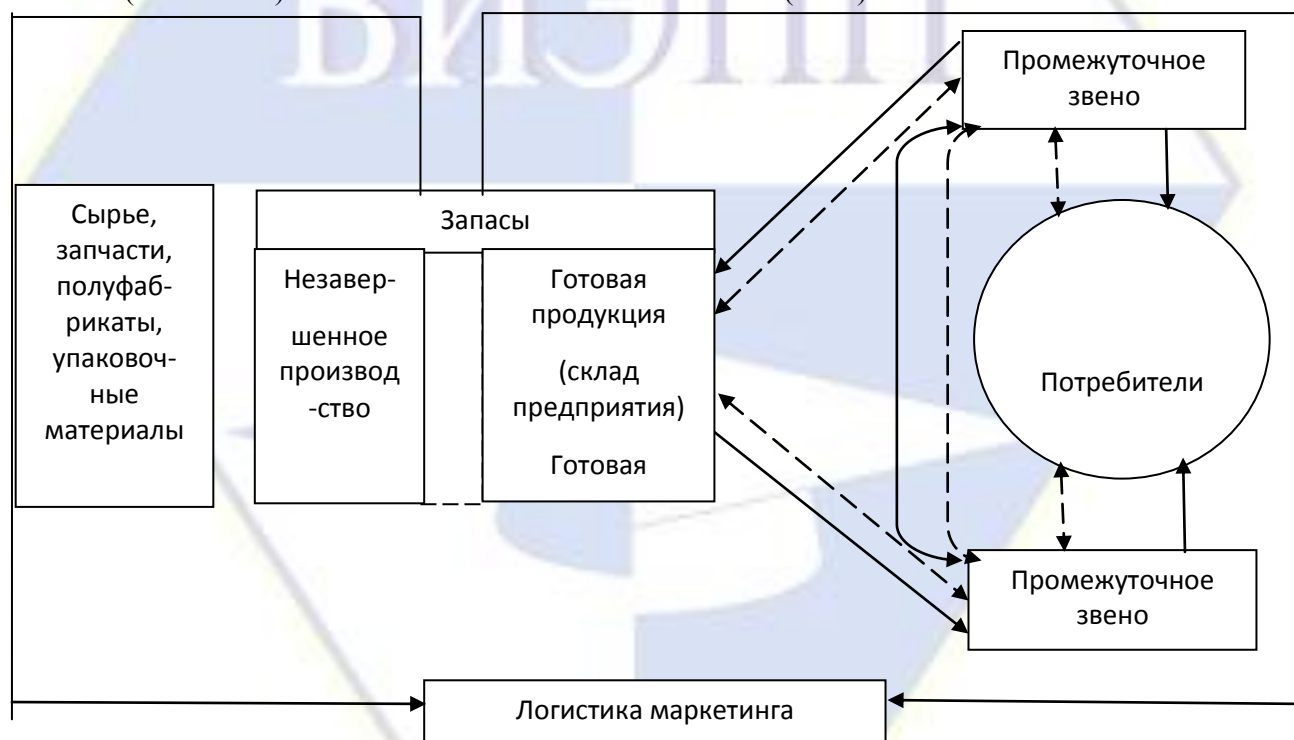 БИЭПП
Промежуточное
звено
Сырье,
запчасти,
полуфаб-
рикаты,
упаковоч-
ные
материалы
Запасы
Незавер-
шенное
производ
-ство
Готовая
продукция
(склад
предприятия)
Готовая
Потребители
Промежуточное
звено
Логистика маркетинга